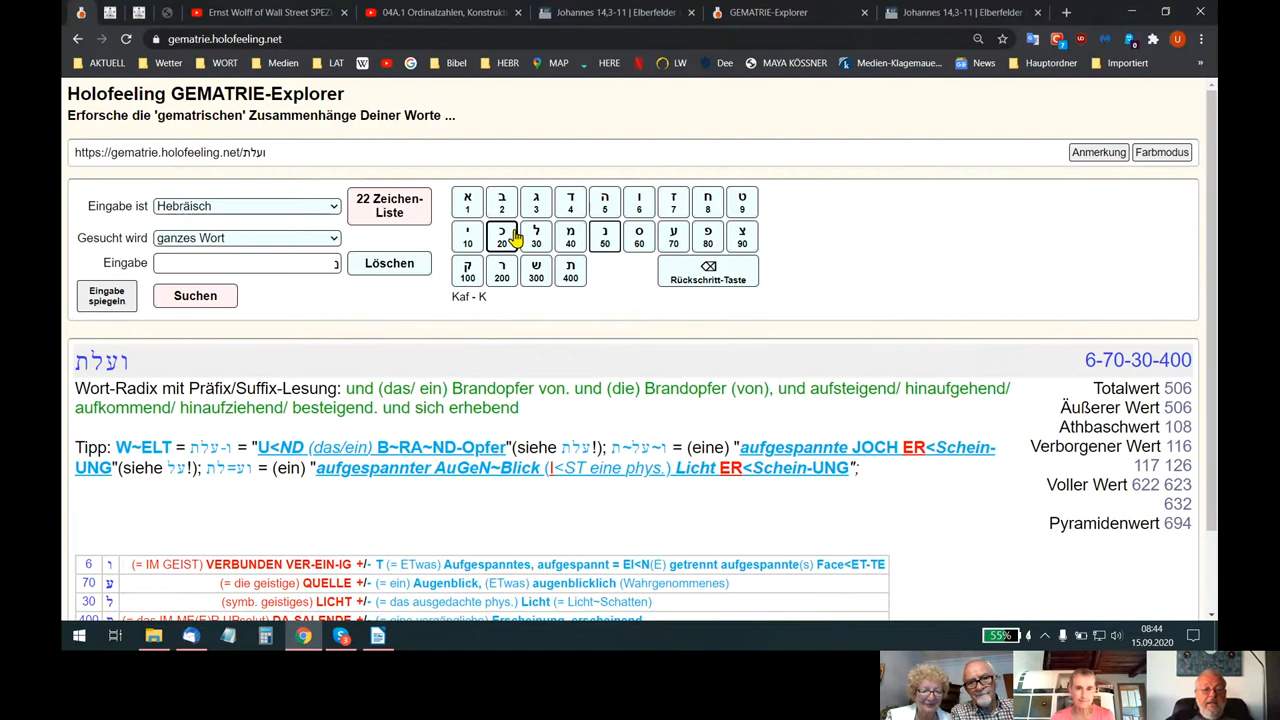 Ernst Wolff of Wall Street SPEZ
04A.1 Ordinalzahlen, Konstrukt
Johannes 14,3-11 | Elberfelder
GEMATRIE-Explorer
Johannes 14,3-11 | Elberfelder
gematrie.holofeeling.net
AKTUELL Wetter WORT Medien LAT Bibel HEBR MAP HERE LW Dee MAYA KÖSSNER Medien-Klagemaue... News Hauptordner Importiert
Holofeeling GEMATRIE-Explorer
Erforsche die 'gematrischen' Zusammenhänge Deiner Worte ...
https://gematrie.holofeeling.net/ועלת
Anmerkung Farbmodus
Eingabe ist Hebräisch
22 Zeichen-
Liste
Gesucht wird ganzes Wort
Eingabe נ
Löschen
Eingabe
spiegeln
Suchen
א ב ג ד ה ו ז ח ט
1 2 3 4 5 6 7 8 9
י כ ל מ נ ס ע פ צ
10 20 30 40 50 60 70 80 90
ק ר ש ת
100 200 300 400
Rückschritt-Taste
Kaf - K
ועלת
6-70-30-400
Wort-Radix mit Präfix/Suffix-Lesung: und (das/ ein) Brandopfer von. und (die) Brandopfer (von), und aufsteigend/ hinaufgehend/
aufkommend/ hinaufziehend/ besteigend. und sich erhebend
Tipp: W~ELT = ו-עלת = "U<ND (das/ein) B~RA~ND-Opfer"(siehe עלת!); ו~על~ת = (eine) "aufgespannte JOCH ER<Schein-
UNG"(siehe על!); וע=לת = (ein) "aufgespannter AuGeN~Blick (I<ST eine phys.) Licht ER<Schein-UNG";
Totalwert 506
Äußerer Wert 506
Athbaschwert 108
Verborgener Wert 116
117 126
Voller Wert 622 623
632
Pyramidenwert 694
6 ו (= IM GEIST) VERBUNDEN VER-EIN-IG +/- T (= ETwas) Aufgespanntes, aufgespannt = EI<N(E) getrennt aufgespannte(s) Face<ET-TE
70 ע (= die geistige) QUELLE +/- (= ein) Augenblick, (ETwas) augenblicklich (Wahrgenommenes)
30 ל (symb. geistiges) LICHT +/- (= das ausgedachte phys.) Licht (= Licht~Schatten)
55%
08:44
15.09.2020